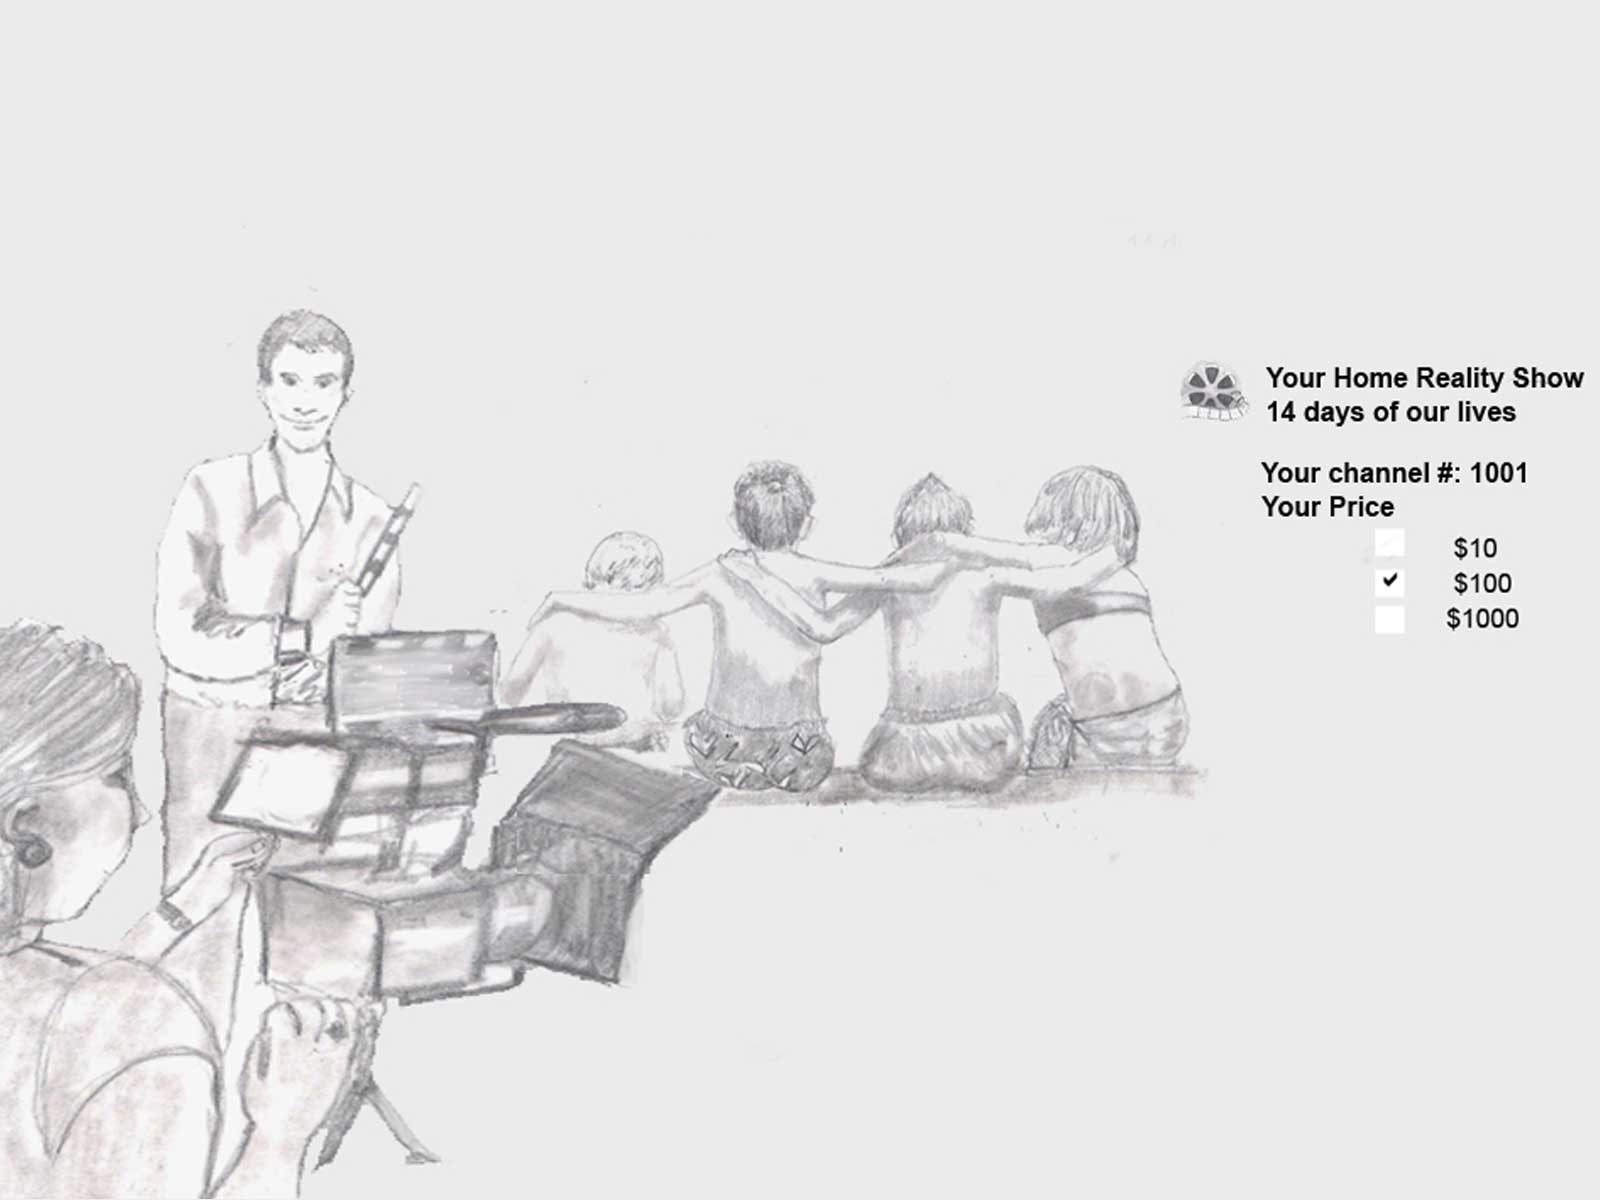 Your Home Reality Show
14 days of our lives
Your channel #: 1001
Your Price
$10
$100
$1000